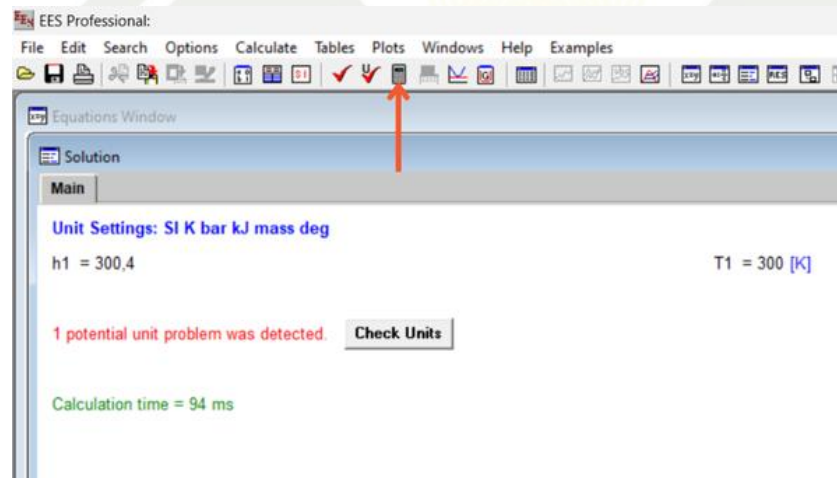 EES Professional:
File Edit Search Options Calculate Tables Plots Windows Help Examples
Equations Window
Solution
Main
Unit Settings: SI K bar kJ mass deg
h1 = 300,4 T1 = 300 [K]
1 potential unit problem was detected. Check Units
Calculation time = 94 ms